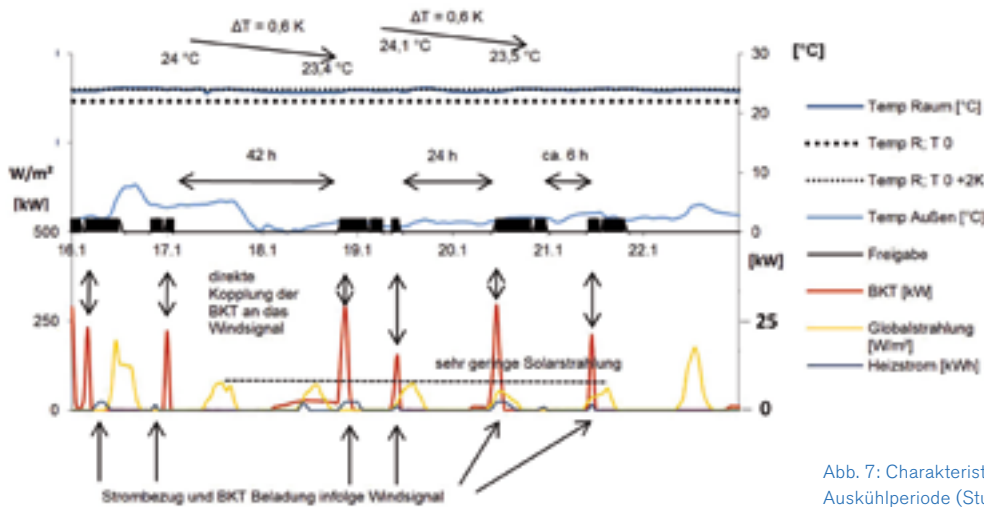 ΔT = 0,6 K
ΔT = 0,6 K
24 °C
23,4 °C
24,1 °C
23,5 °C
30
[°C]
20
10
0
W/m²
[kW]
500
42 h
24 h
ca. 6 h
16.1
17.1
18.1
19.1
20.1
21.1
22.1
[kW]
direkte
Kopplung der
BKT an das
Windsignal
250
25
sehr geringe Solarstrahlung
0
0
Strombezug und BKT Beladung infolge Windsignal
Temp Raum [°C]
Temp R; T 0
Temp R; T 0 +2K
Temp Außen [°C]
Freigabe
BKT [kW]
Globalstrahlung
[W/m²]
Heizstrom [kWh]
Abb. 7: Charakterist
Auskühlperiode (Stu